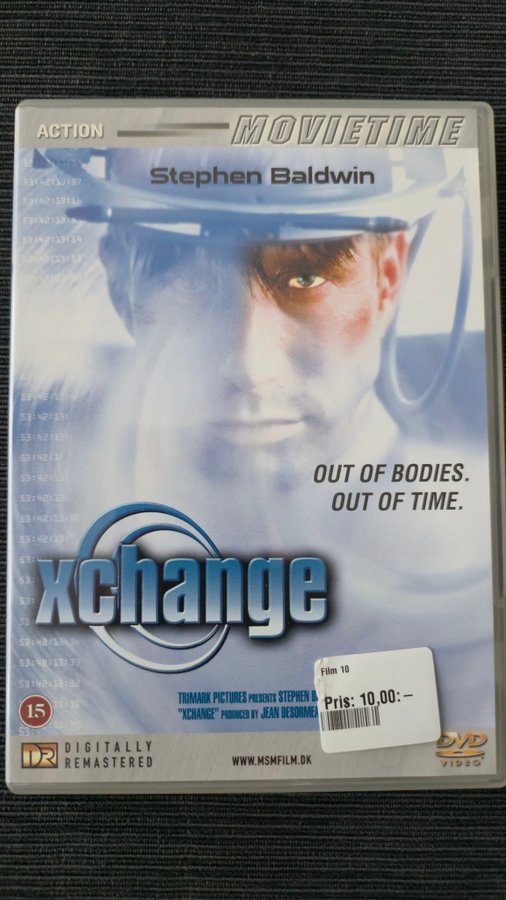 ACTION
MOVIETIME
Stephen Baldwin
OUT OF BODIES.
OUT OF TIME.
xchange
Film 10
Pris: 10,00:-
15
TRIMARK PICTURES PRESENTS STEPHEN
"XCHANGE" PRODUCED BY JEAN
DR DIGITALLY
REMASTERED
WWW.MSMFILM.DK
DVD
VIDEO